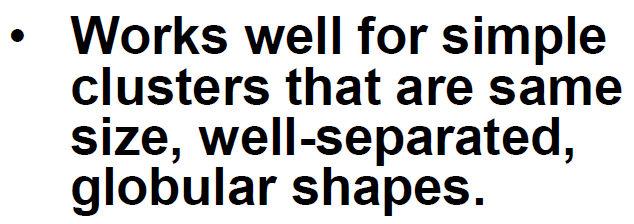 • Works well for simple
clusters that are same
size, well-separated,
globular shapes.